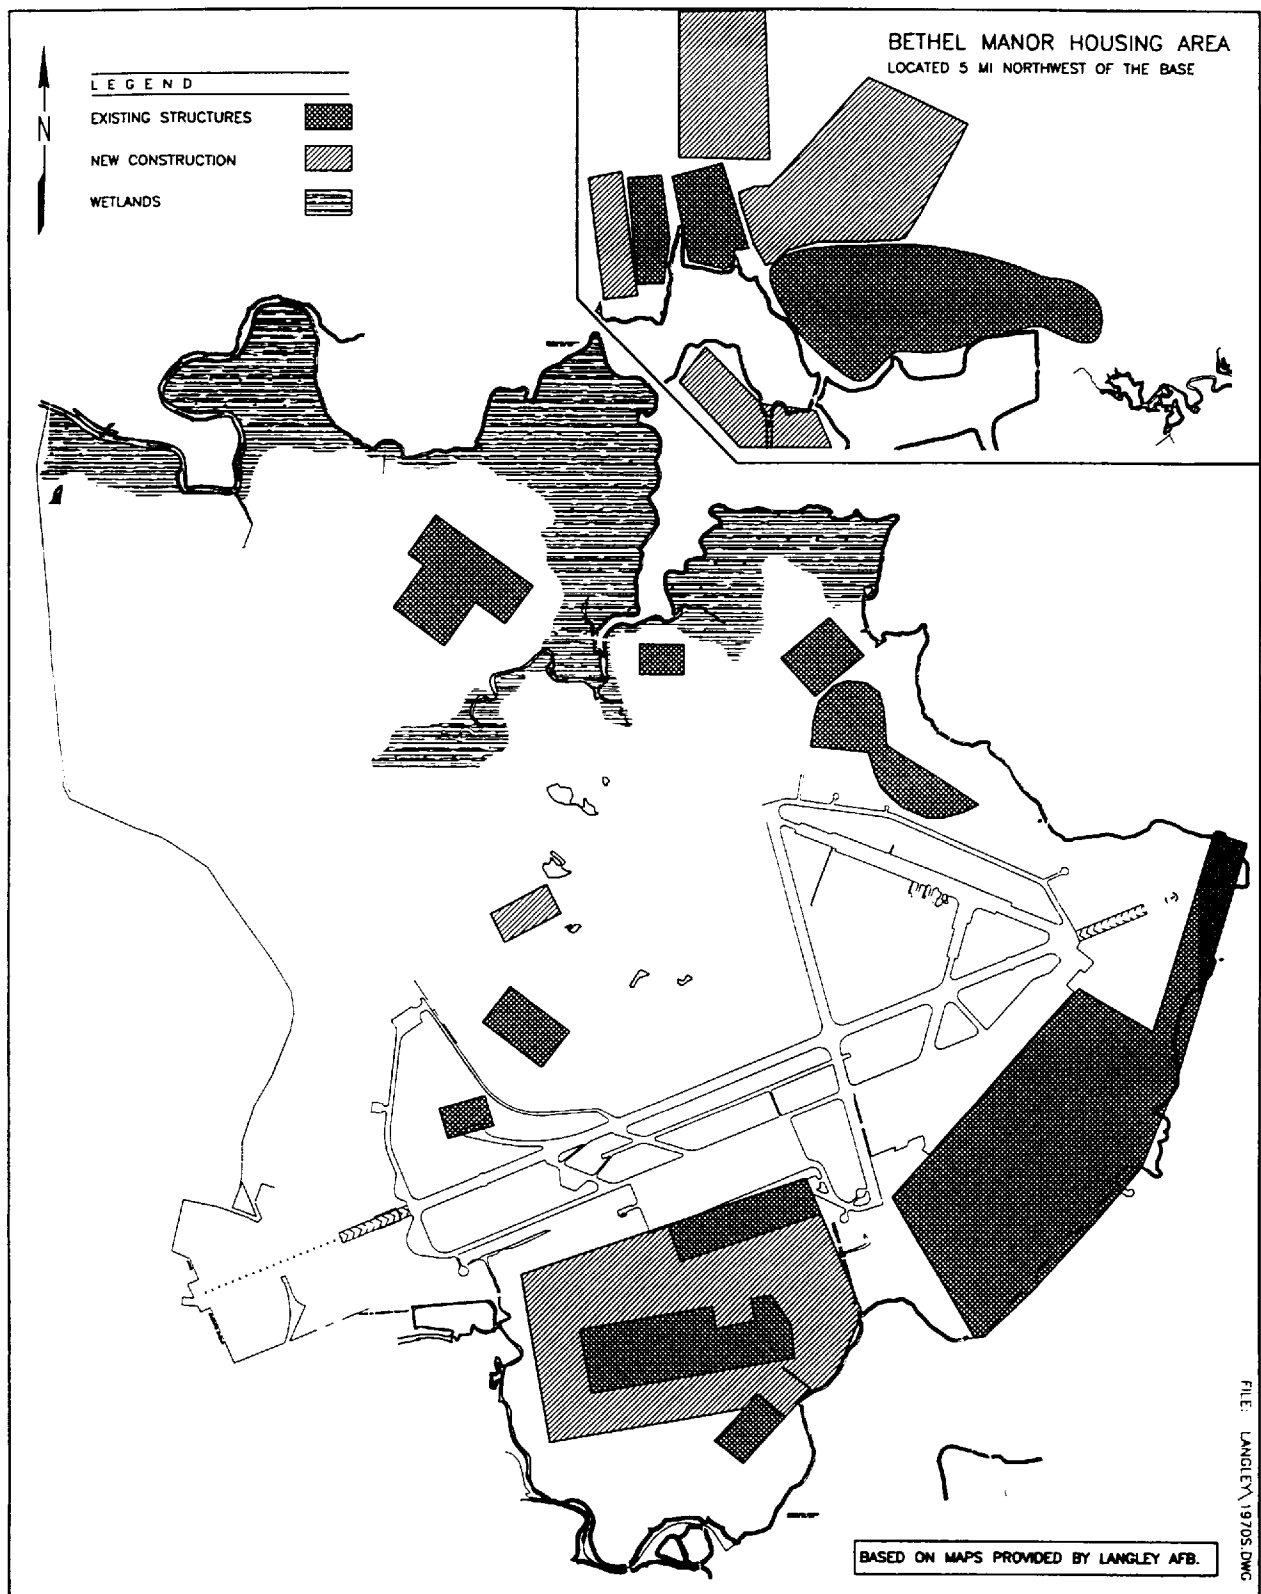 BETHEL MANOR HOUSING AREA
LOCATED 5 MI NORTHWEST OF THE BASE
N
LEGEND
EXISTING STRUCTURES
NEW CONSTRUCTION
WETLANDS
FILE: LANGLEY\1970S.DWG
BASED ON MAPS PROVIDED BY LANGLEY AFB.